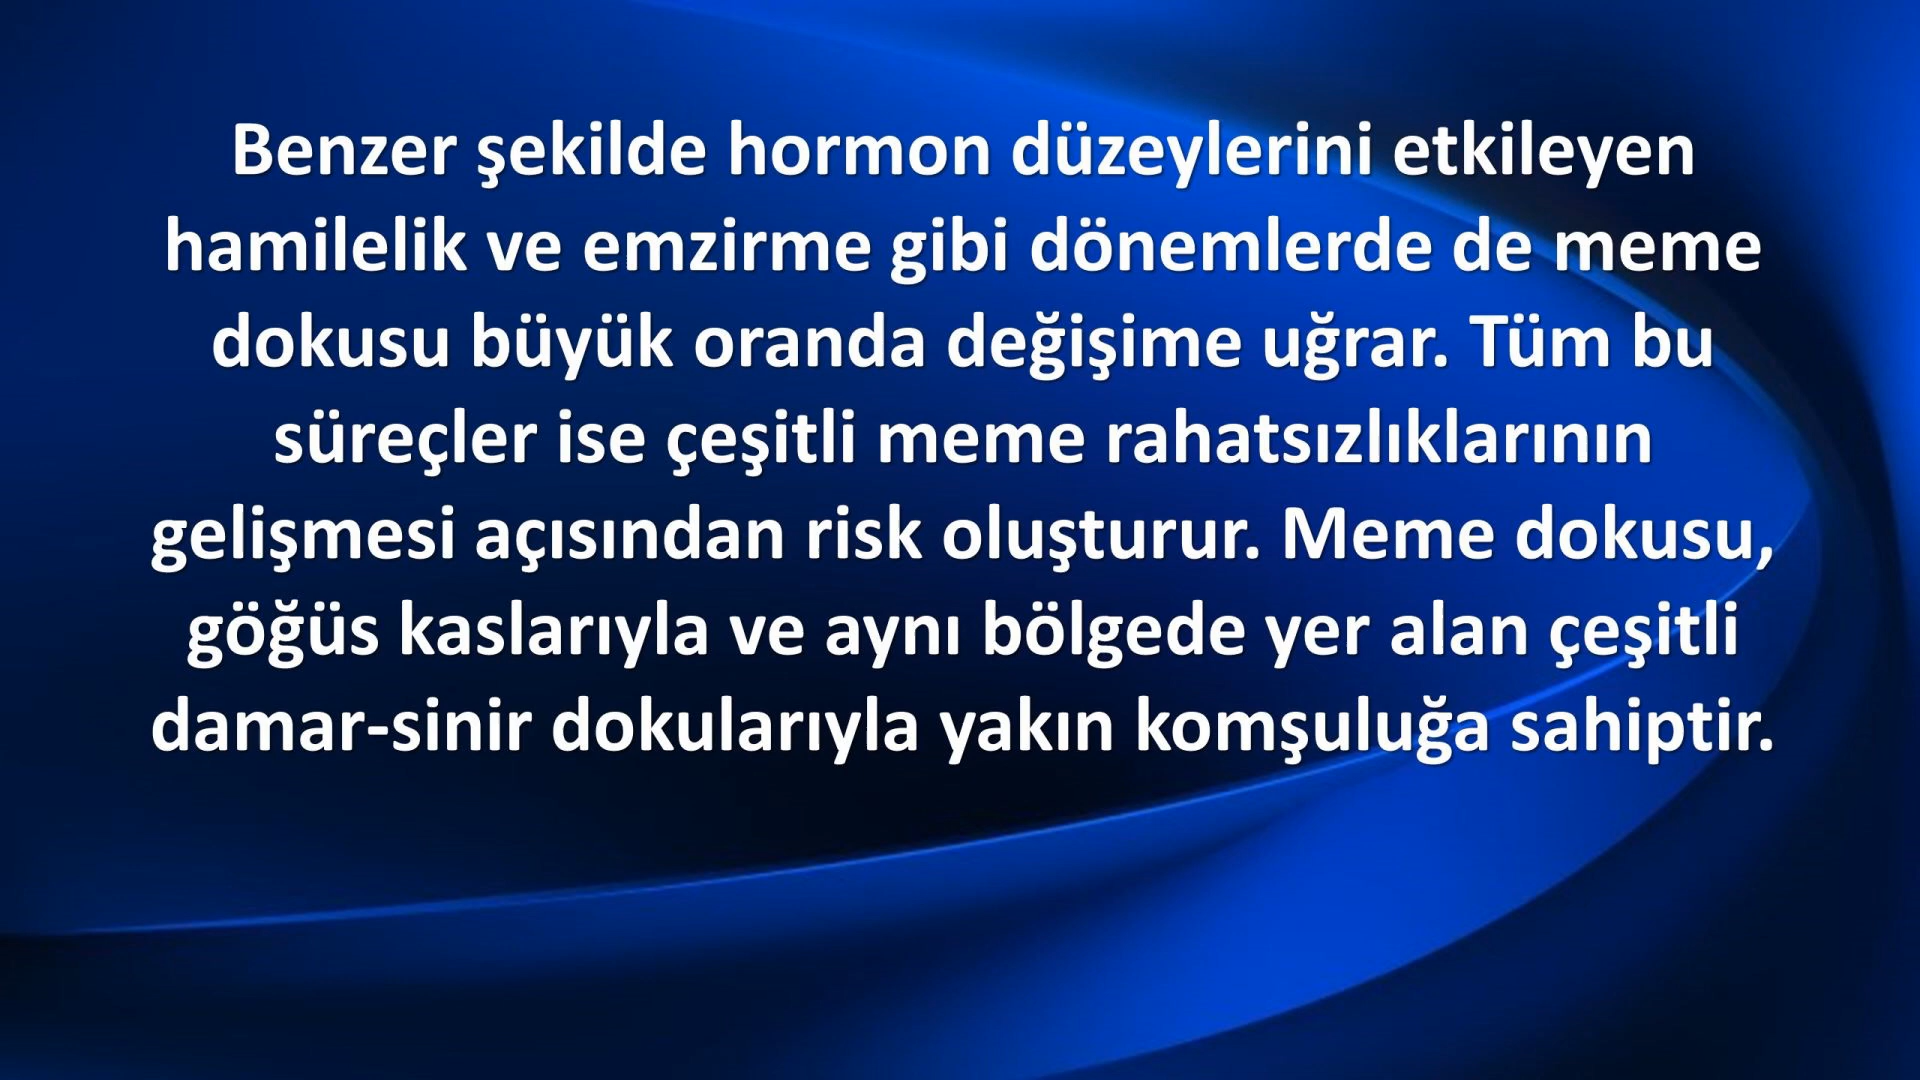 Benzer şekilde hormon düzeylerini etkileyen
hamilelik ve emzirme gibi dönemlerde de meme
dokusu büyük oranda değişime uğrar. Tüm bu
süreçler ise çeşitli meme rahatsızlıklarının
gelişmesi açısından risk oluşturur. Meme dokusu,
göğüs kaslarıyla ve aynı bölgede yer alan çeşitli
damar-sinir dokularıyla yakın komşuluğa sahiptir.